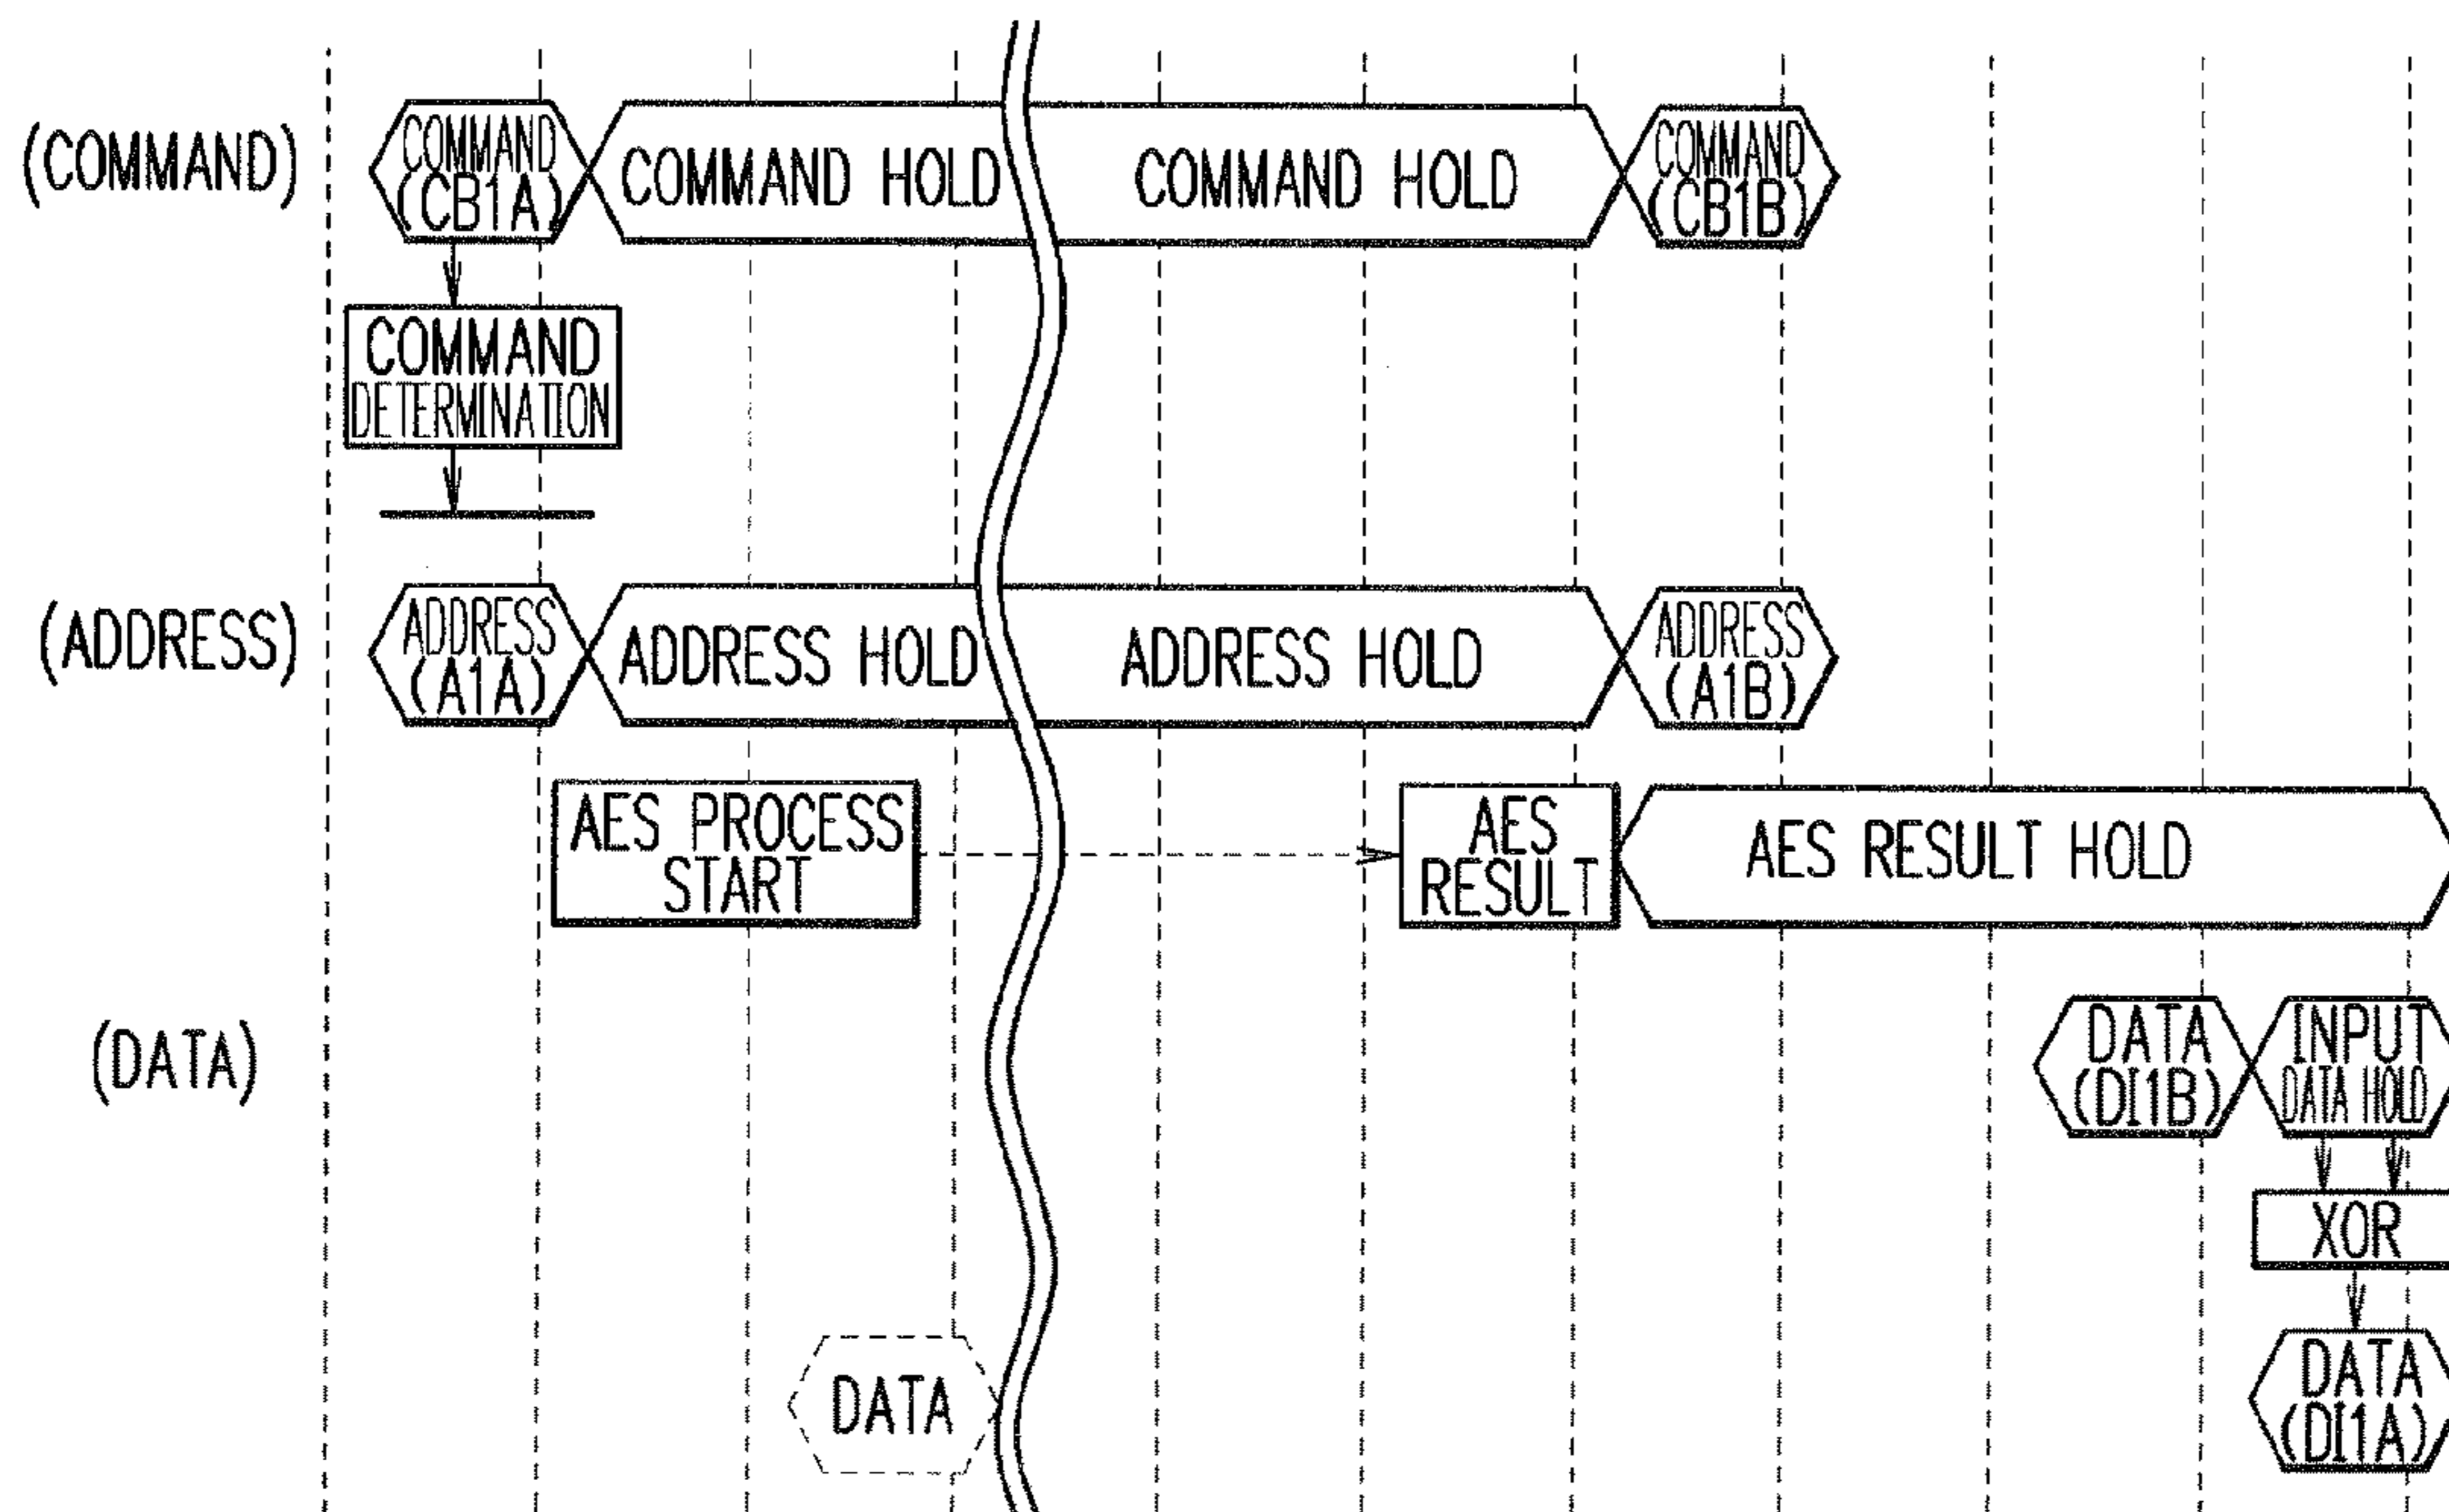 (COMMAND)
COMMAND
(CB1A)
COMMAND HOLD
COMMAND HOLD
COMMAND
(CB1B)
COMMAND
DETERMINATION
(ADDRESS)
ADDRESS
(A1A)
ADDRESS HOLD
ADDRESS HOLD
ADDRESS
(A1B)
AES PROCESS
START
AES
RESULT
AES RESULT HOLD
(DATA)
DATA
(DI1B)
INPUT
DATA HOLD
XOR
DATA
DATA
(DI1A)